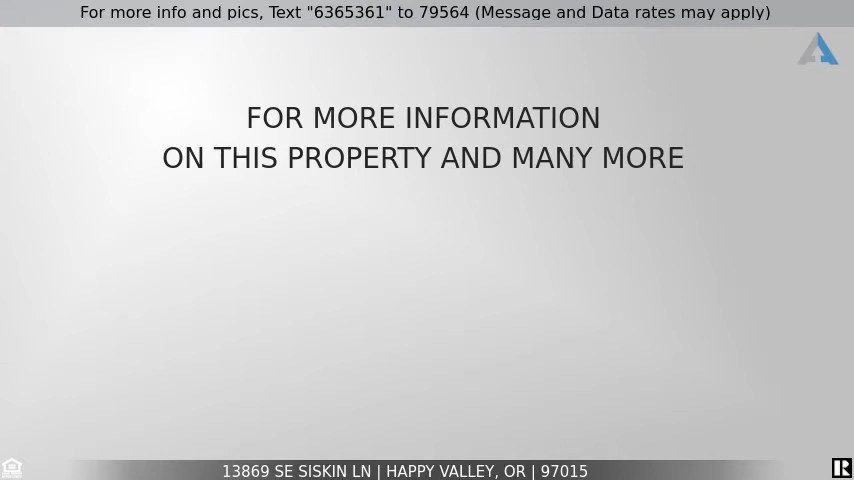 For more info and pics, Text "6365361" to 79564 (Message and Data rates may apply)
FOR MORE INFORMATION
ON THIS PROPERTY AND MANY MORE
13869 SE SISKIN LN | HAPPY VALLEY, OR | 97015